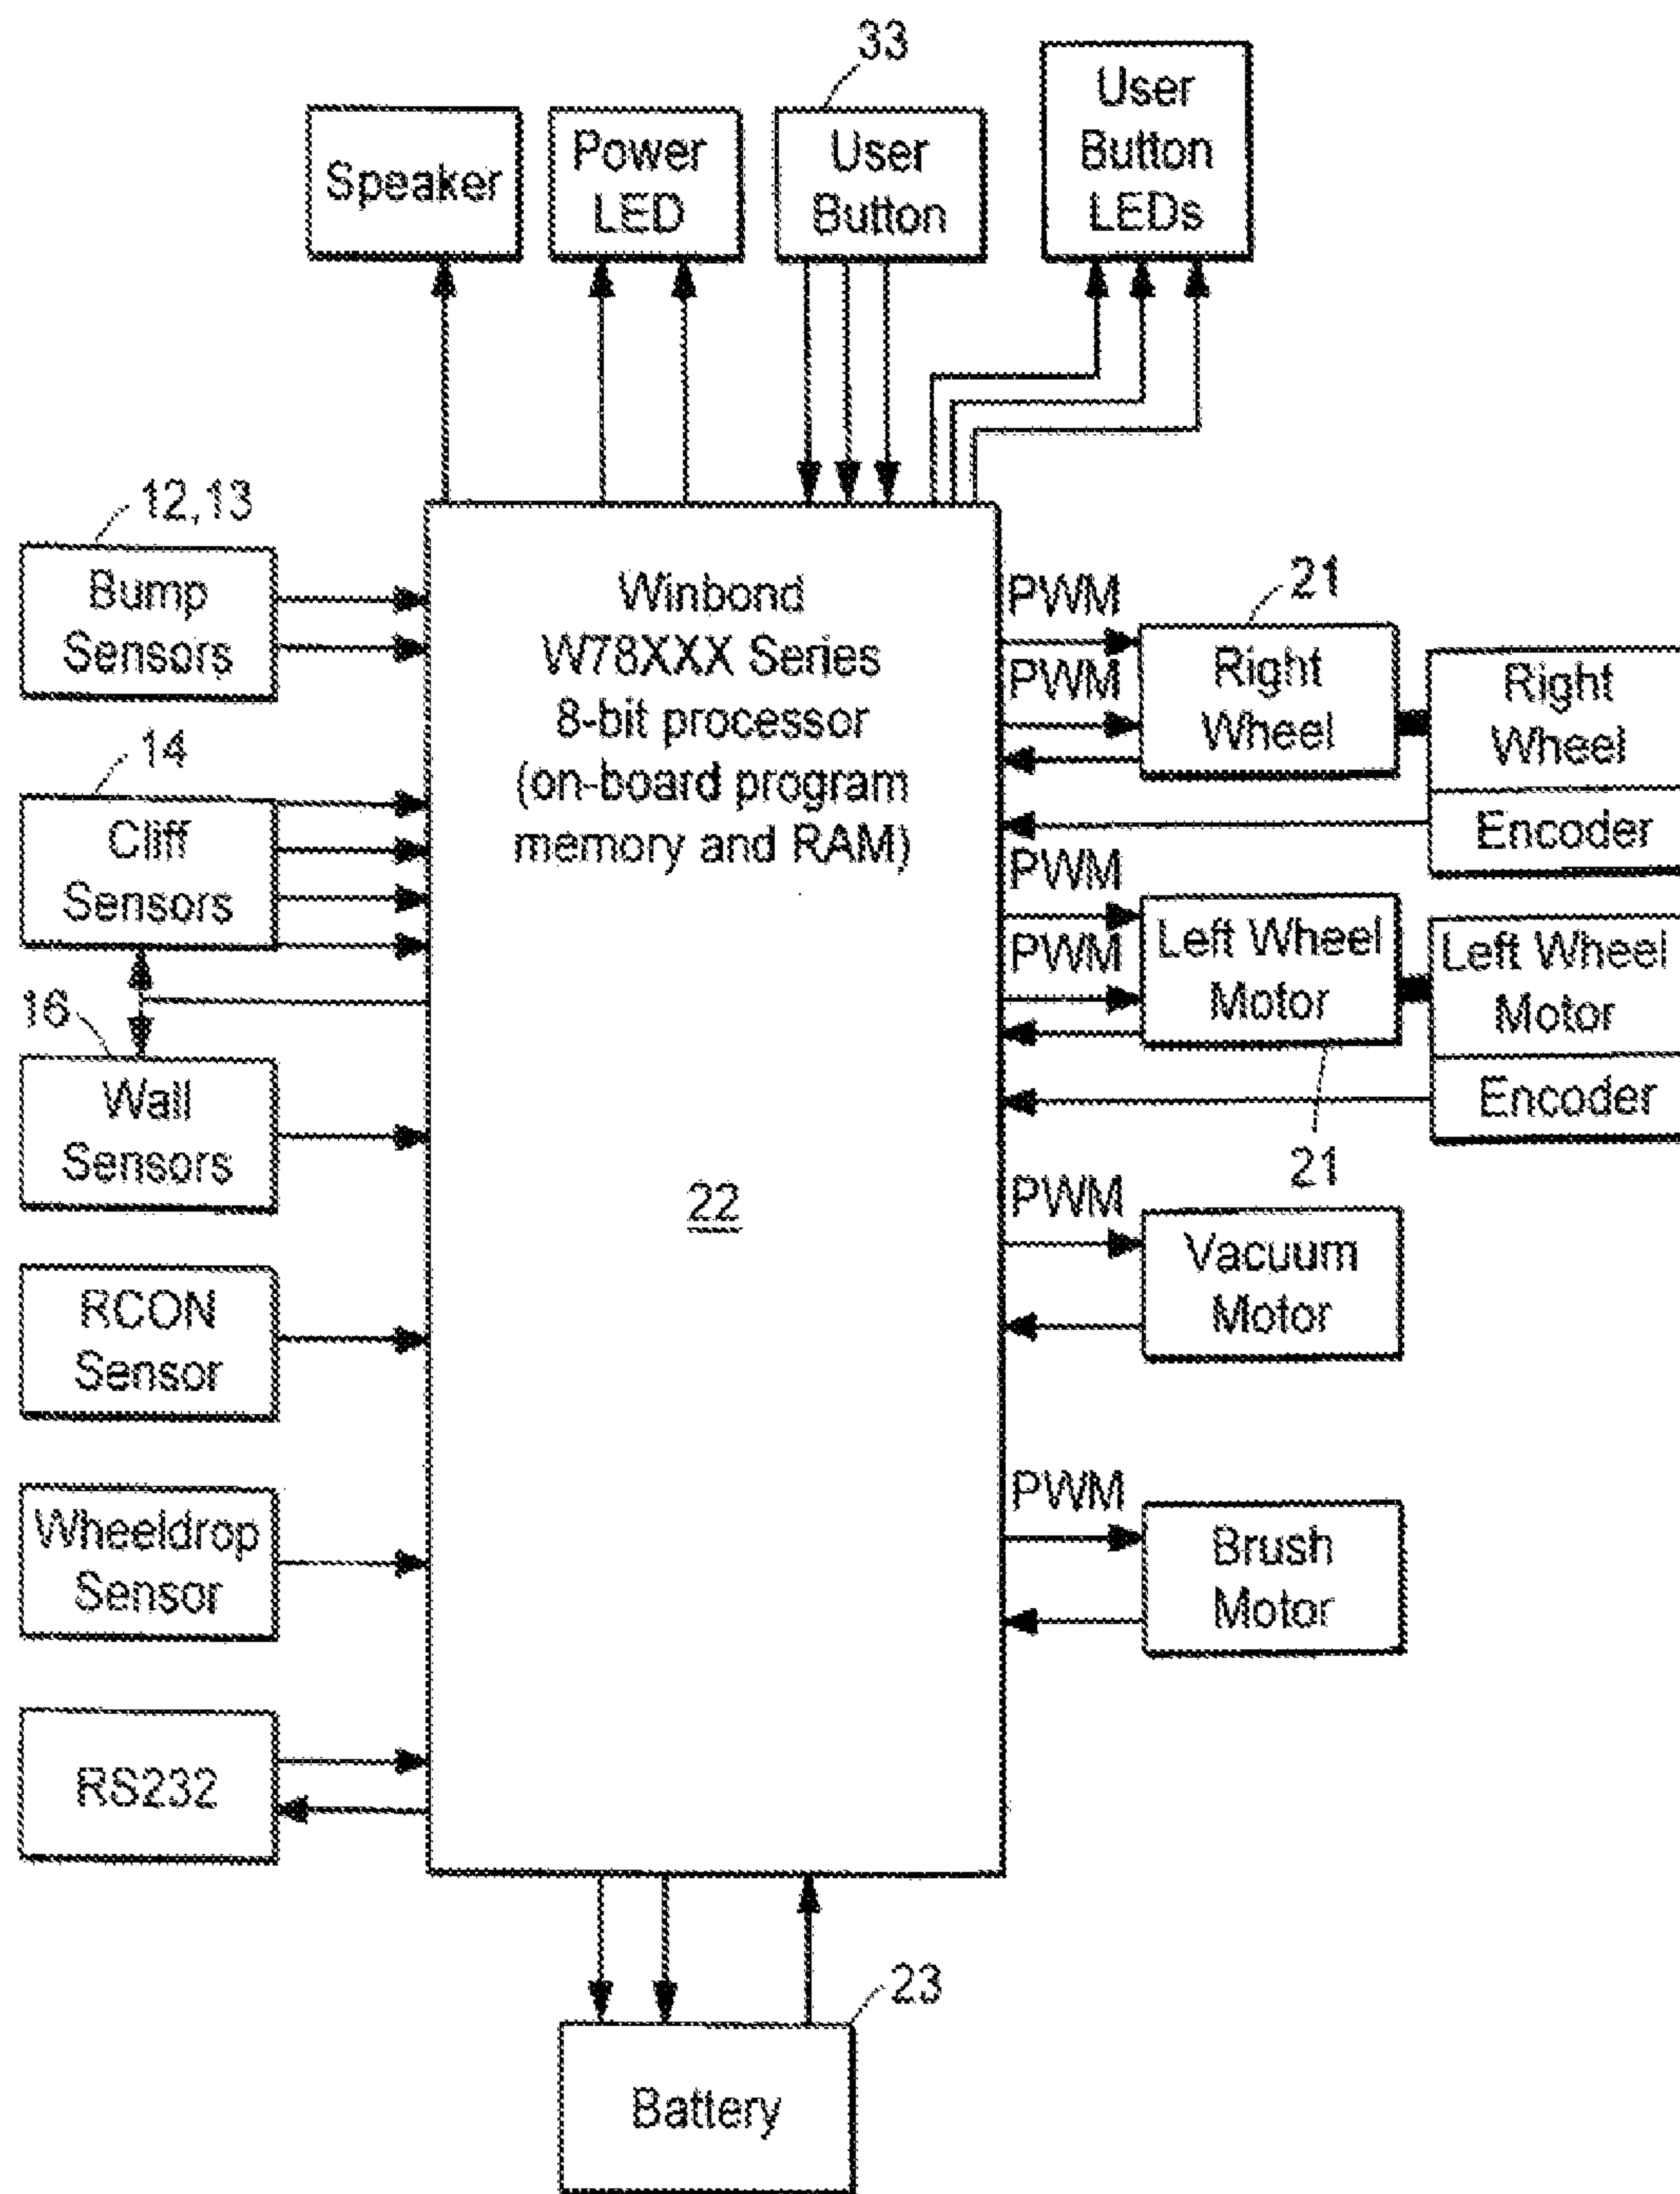 33
Speaker
Power
LED
User
Button
User
Button
LEDs
12,13
Bump
Sensors
14
Cliff
Sensors
16
Wall
Sensors
RCON
Sensor
Wheeldrop
Sensor
RS232
Winbond
W78XXX Series
8-bit processor
(on-board program
memory and RAM)
22
PWM
PWM
21
Right
Wheel
Right
Wheel
Encoder
PWM
PWM
Left Wheel
Motor
21
Left Wheel
Motor
Encoder
PWM
Vacuum
Motor
PWM
Brush
Motor
23
Battery